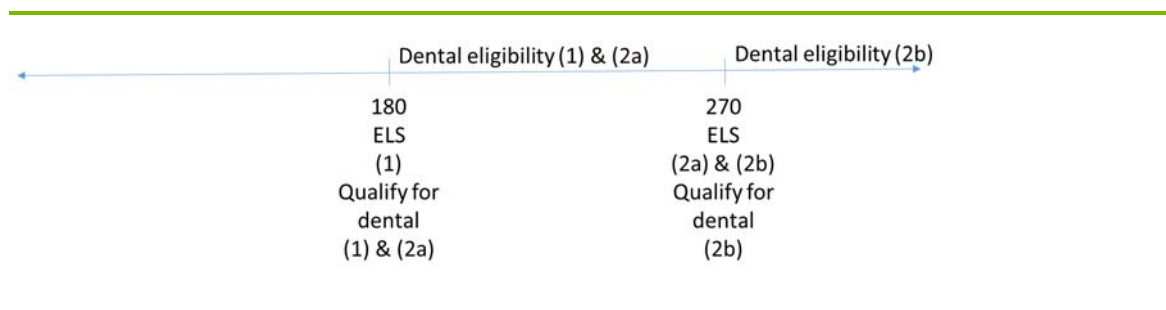 Dental eligibility (1) & (2a)
Dental eligibility (2b)
180
ELS
(1)
Qualify for
dental
(1) & (2a)
270
ELS
(2a) & (2b)
Qualify for
dental
(2b)